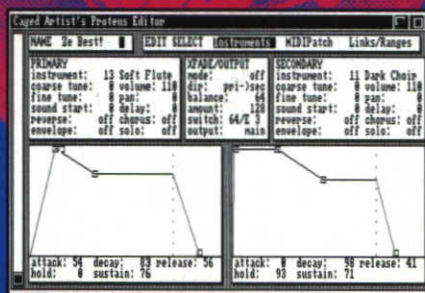 Caged Artist's Proteus Editor
NAME Ze Best! EDIT SELECT Instruments MIDIPatch Links/Ranges
PRIMARY
instrument: 13 Soft Flute
coarse tune: 0 volume: 110
fine tune: 0 pan: 0
sound start: 0 delay: 0
reverse: off chorus: off
envelope: off solo: off
XFADE/OUTPUT
mode: off
dir: pri->sec
balance: 64
amount: 128
switch: 64/E 3
output: main
SECONDARY
instrument: 11 Dark Choir
coarse tune: 0 volume: 110
fine tune: 0 pan: 0
sound start: 0 delay: 0
reverse: off chorus: off
envelope: off solo: off
attack: 54 decay: 83 release: 56
hold: 0 sustain: 76
attack: 0 decay: 98 release: 41
hold: 93 sustain: 71